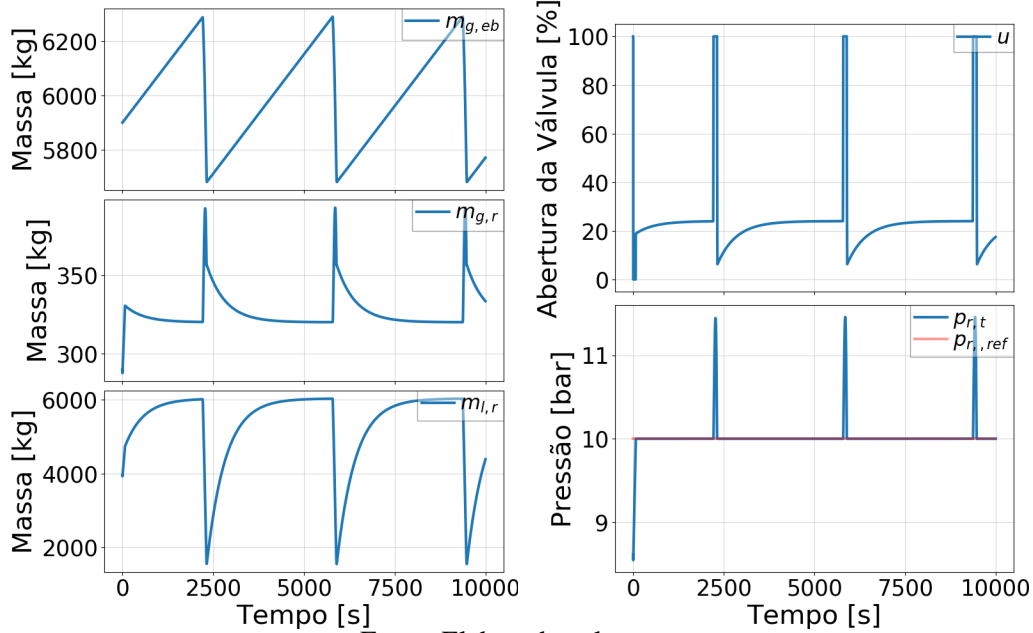 Massa [kg]
6200
6000
5800
m_{g,eb}
Massa [kg]
350
300
m_{g,r}
Massa [kg]
6000
4000
2000
m_{l,r}
0 2500 5000 7500 10000
Tempo [s]
Abertura da Válvula [%]
100
80
60
40
20
0
u
Pressão [bar]
11
10
9
p_{r,t}
p_{r,,ref}
0 2500 5000 7500 10000
Tempo [s]